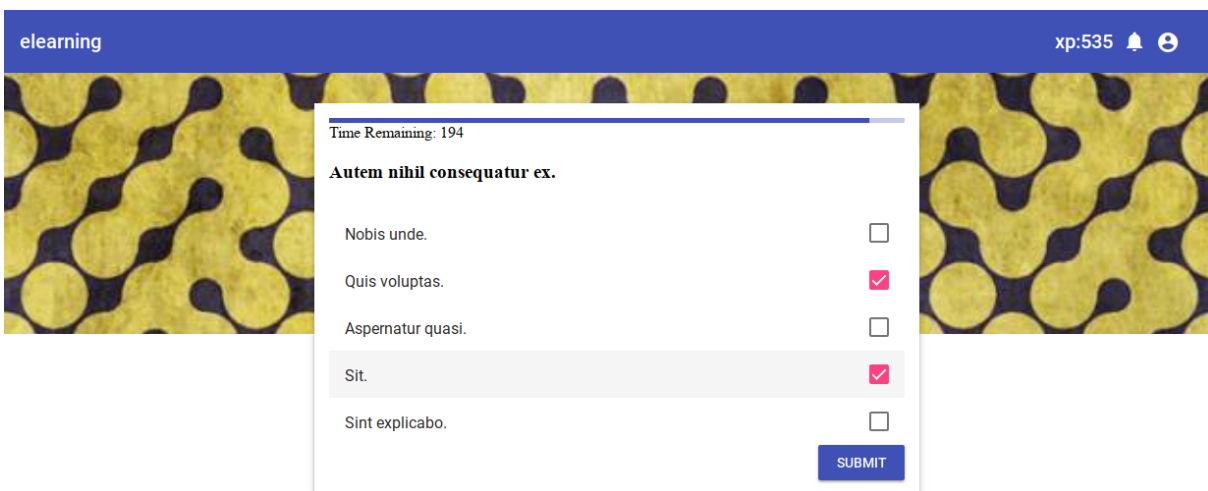 elearning
xp:535
Time Remaining: 194
Autem nihil consequatur ex.
Nobis unde.
Quis voluptas.
Aspernatur quasi.
Sit.
Sint explicabo.
SUBMIT